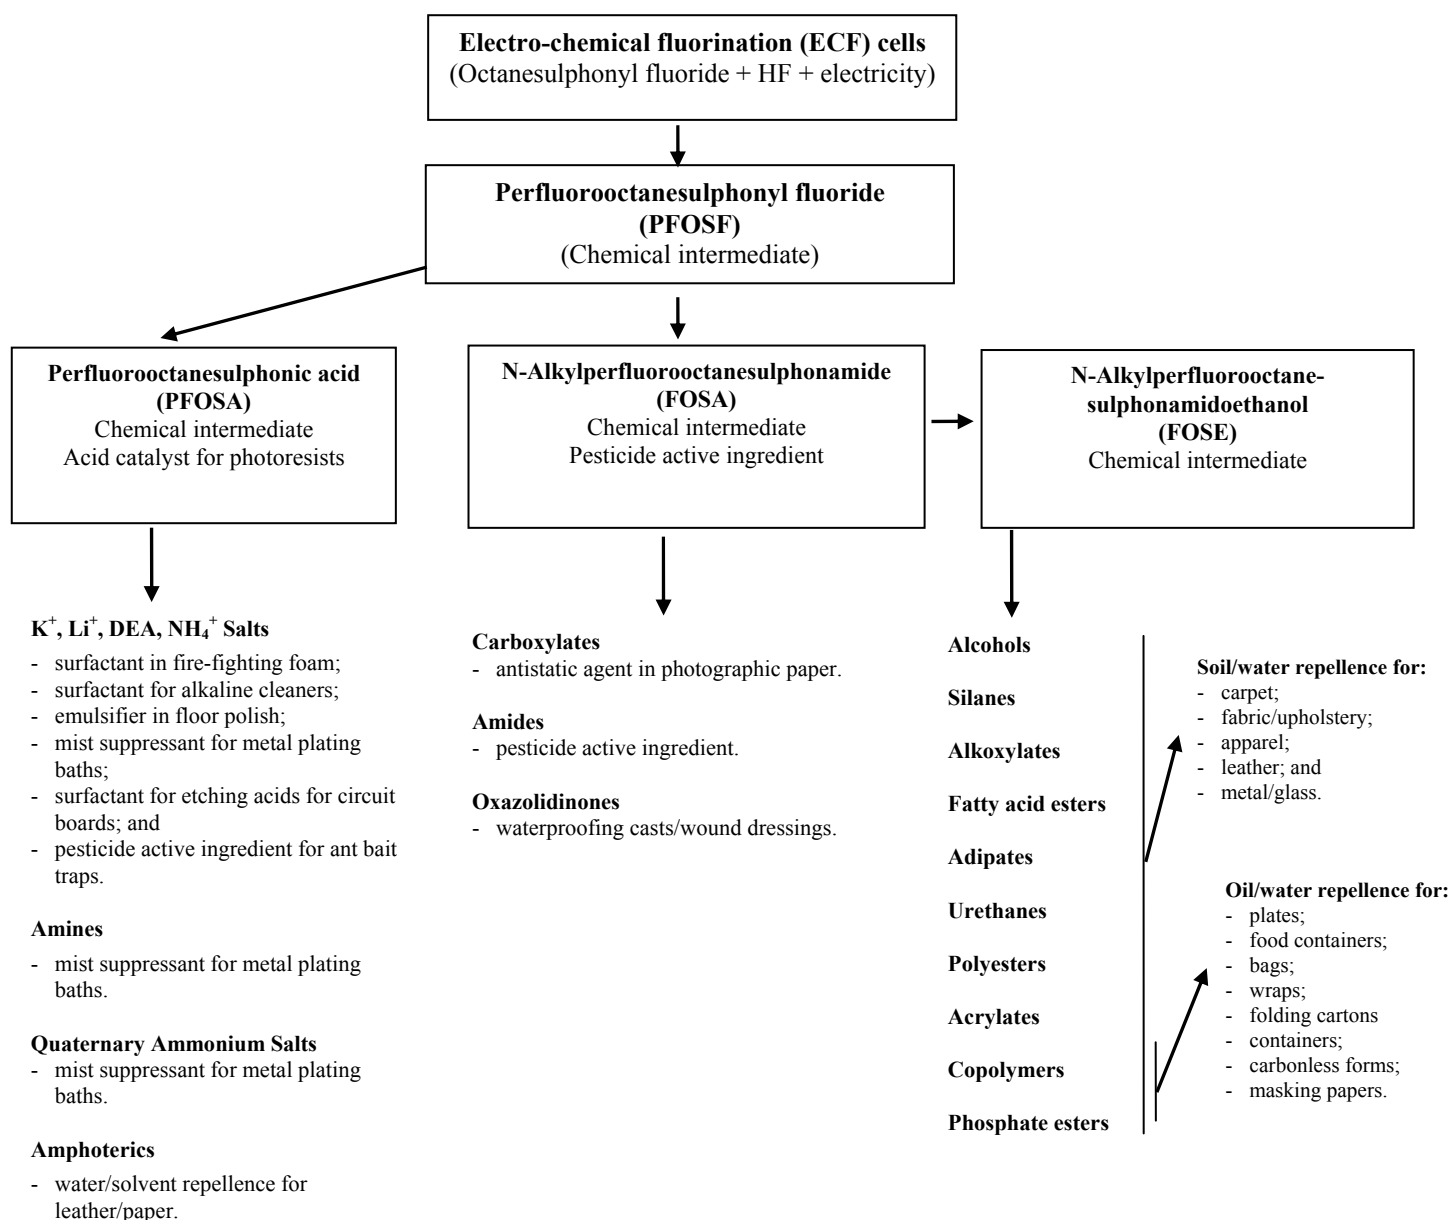 Electro-chemical fluorination (ECF) cells
(Octanesulphonyl fluoride + HF + electricity)
Perfluorooctanesulphonyl fluoride
(PFOSF)
(Chemical intermediate)
Perfluorooctanesulphonic acid
(PFOSA)
Chemical intermediate
Acid catalyst for photoresists
N-Alkylperfluorooctanesulphonamide
(FOSA)
Chemical intermediate
Pesticide active ingredient
N-Alkylperfluorooctane-
sulphonamidoethanol
(FOSE)
Chemical intermediate
K⁺, Li⁺, DEA, NH₄⁺ Salts
- surfactant in fire-fighting foam;
- surfactant for alkaline cleaners;
- emulsifier in floor polish;
- mist suppressant for metal plating
baths;
- surfactant for etching acids for circuit
boards; and
- pesticide active ingredient for ant bait
traps.
Amines
- mist suppressant for metal plating
baths.
Quaternary Ammonium Salts
- mist suppressant for metal plating
baths.
Amphoterics
- water/solvent repellence for
leather/paper.
Carboxylates
- antistatic agent in photographic paper.
Amides
- pesticide active ingredient.
Oxazolidinones
- waterproofing casts/wound dressings.
Alcohols
Silanes
Alkoxylates
Fatty acid esters
Adipates
Urethanes
Polyesters
Acrylates
Copolymers
Phosphate esters
Soil/water repellence for:
- carpet;
- fabric/upholstery;
- apparel;
- leather; and
- metal/glass.
Oil/water repellence for:
- plates;
- food containers;
- bags;
- wraps;
- folding cartons
- containers;
- carbonless forms;
- masking papers.